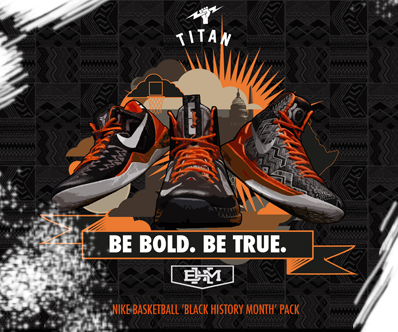 TITAN
BE BOLD. BE TRUE.
BHM
NIKE BASKETBALL 'BLACK HISTORY MONTH' PACK